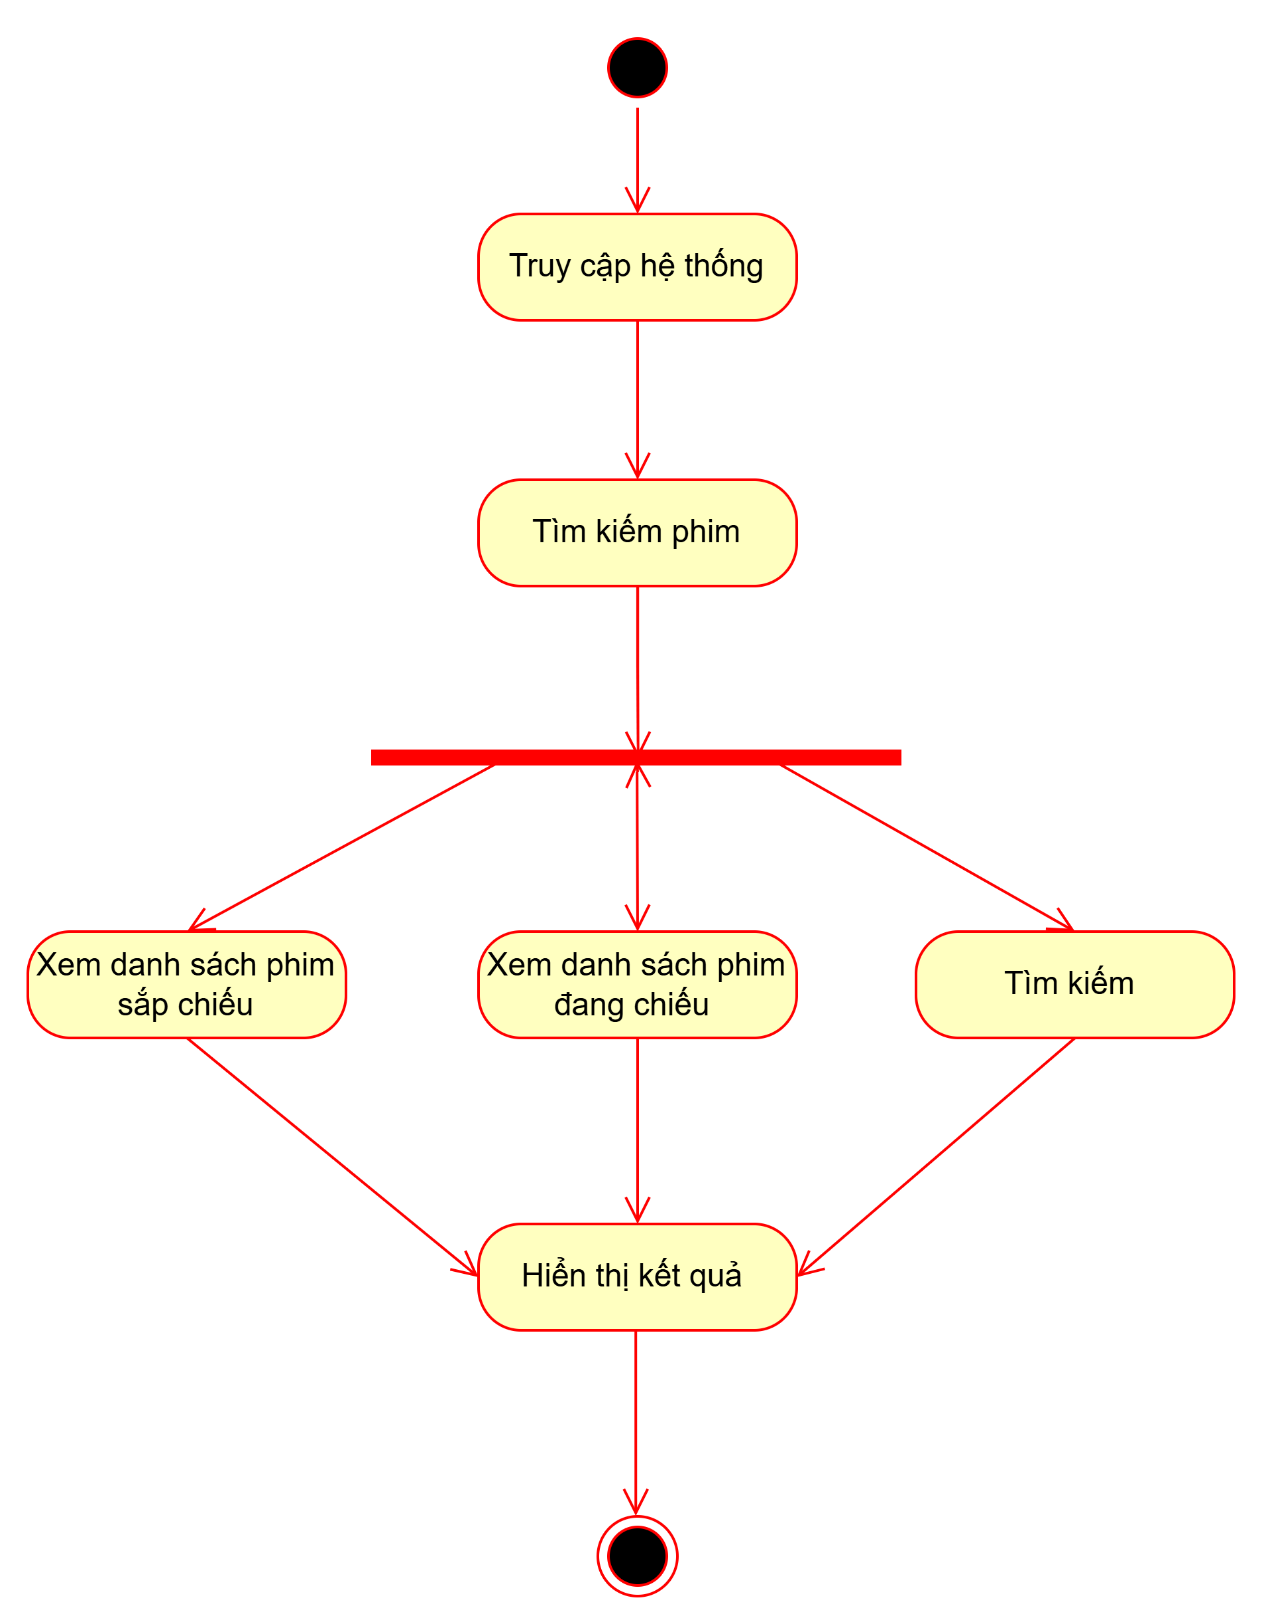 Truy cập hệ thống
Tìm kiếm phim
Xem danh sách phim
sắp chiếu
Xem danh sách phim
đang chiếu
Tìm kiếm
Hiển thị kết quả